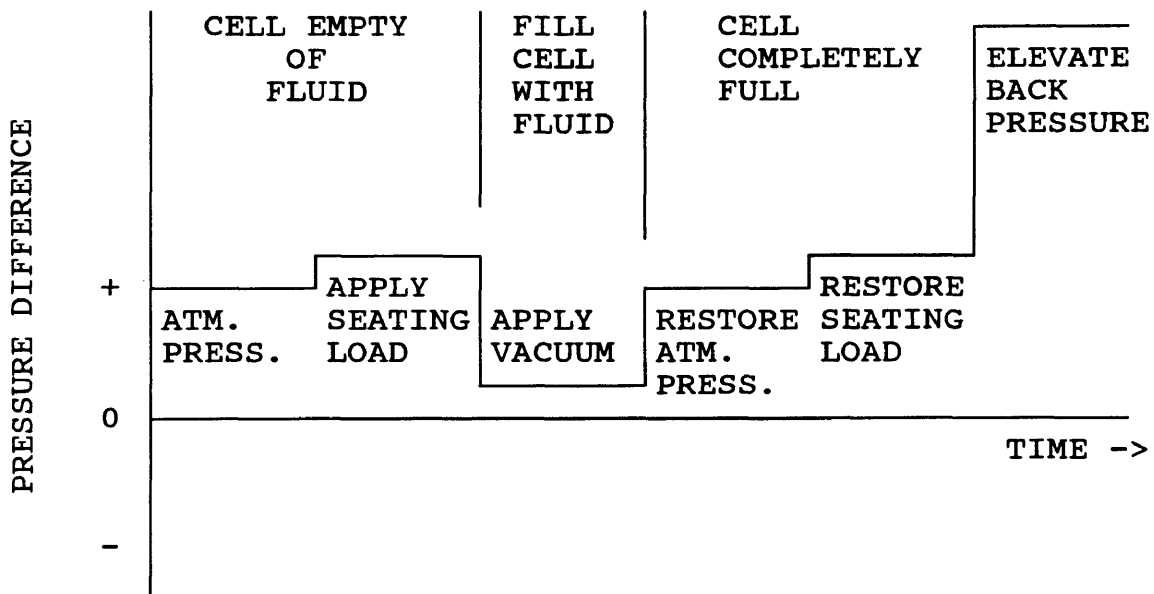 CELL EMPTY
OF
FLUID
FILL
CELL
WITH
FLUID
CELL
COMPLETELY
FULL
ELEVATE
BACK
PRESSURE
PRESSURE DIFFERENCE
+
0
-
ATM.
PRESS.
APPLY
SEATING
LOAD
APPLY
VACUUM
RESTORE
ATM.
PRESS.
RESTORE
SEATING
LOAD
TIME ->